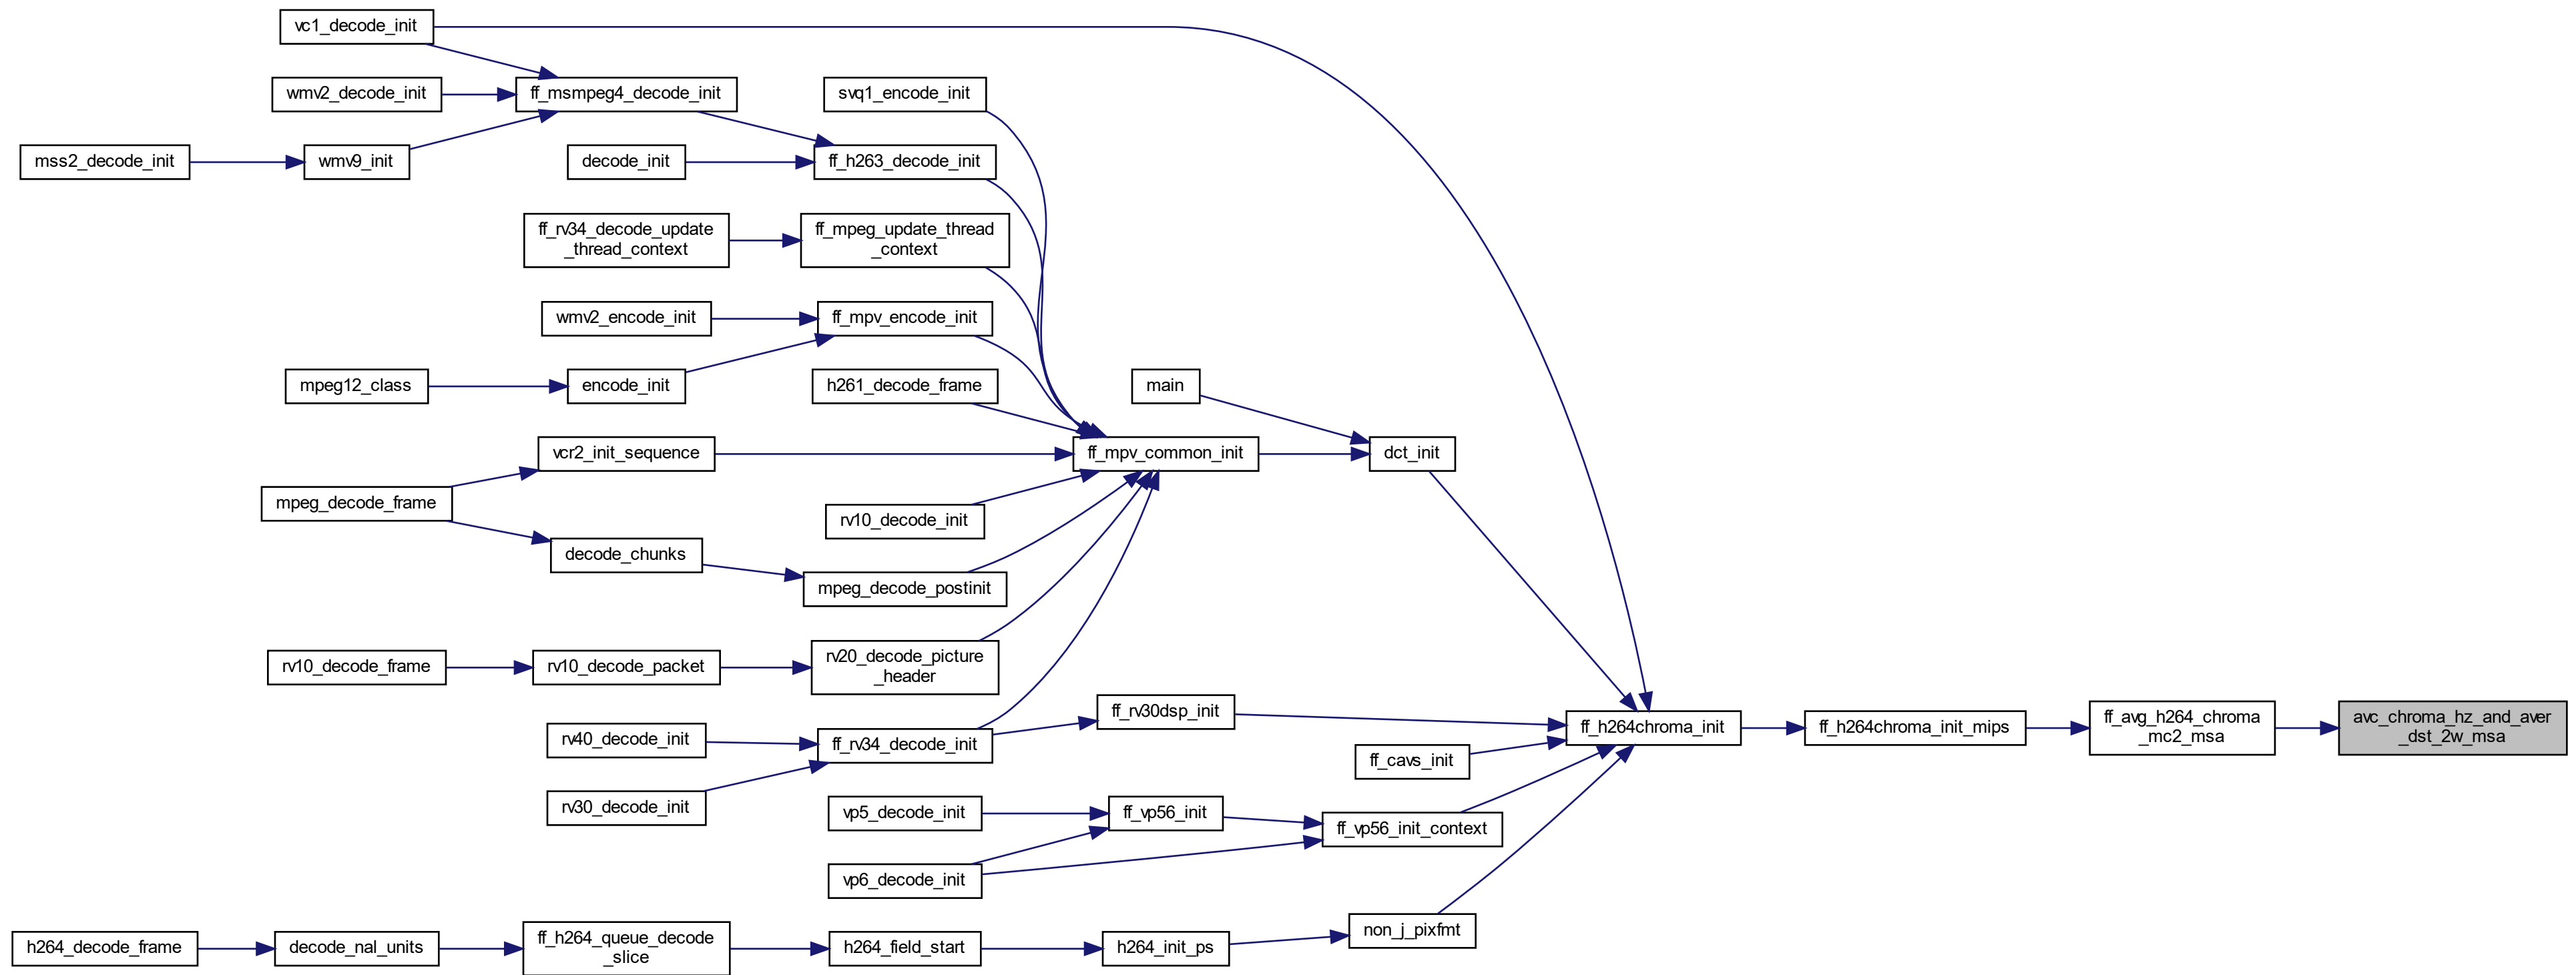 vc1_decode_init
wmv2_decode_init
ff_msmpeg4_decode_init
svq1_encode_init
mss2_decode_init
wmv9_init
decode_init
ff_h263_decode_init
ff_rv34_decode_update
_thread_context
ff_mpeg_update_thread
_context
wmv2_encode_init
ff_mpv_encode_init
mpeg12_class
encode_init
h261_decode_frame
main
vcr2_init_sequence
ff_mpv_common_init
dct_init
mpeg_decode_frame
rv10_decode_init
decode_chunks
mpeg_decode_postinit
rv10_decode_frame
rv10_decode_packet
rv20_decode_picture
_header
ff_rv30dsp_init
ff_h264chroma_init
ff_h264chroma_init_mips
ff_avg_h264_chroma
_mc2_msa
avc_chroma_hz_and_aver
_dst_2w_msa
rv40_decode_init
ff_rv34_decode_init
ff_cavs_init
rv30_decode_init
vp5_decode_init
ff_vp56_init
ff_vp56_init_context
vp6_decode_init
non_j_pixfmt
h264_decode_frame
decode_nal_units
ff_h264_queue_decode
_slice
h264_field_start
h264_init_ps